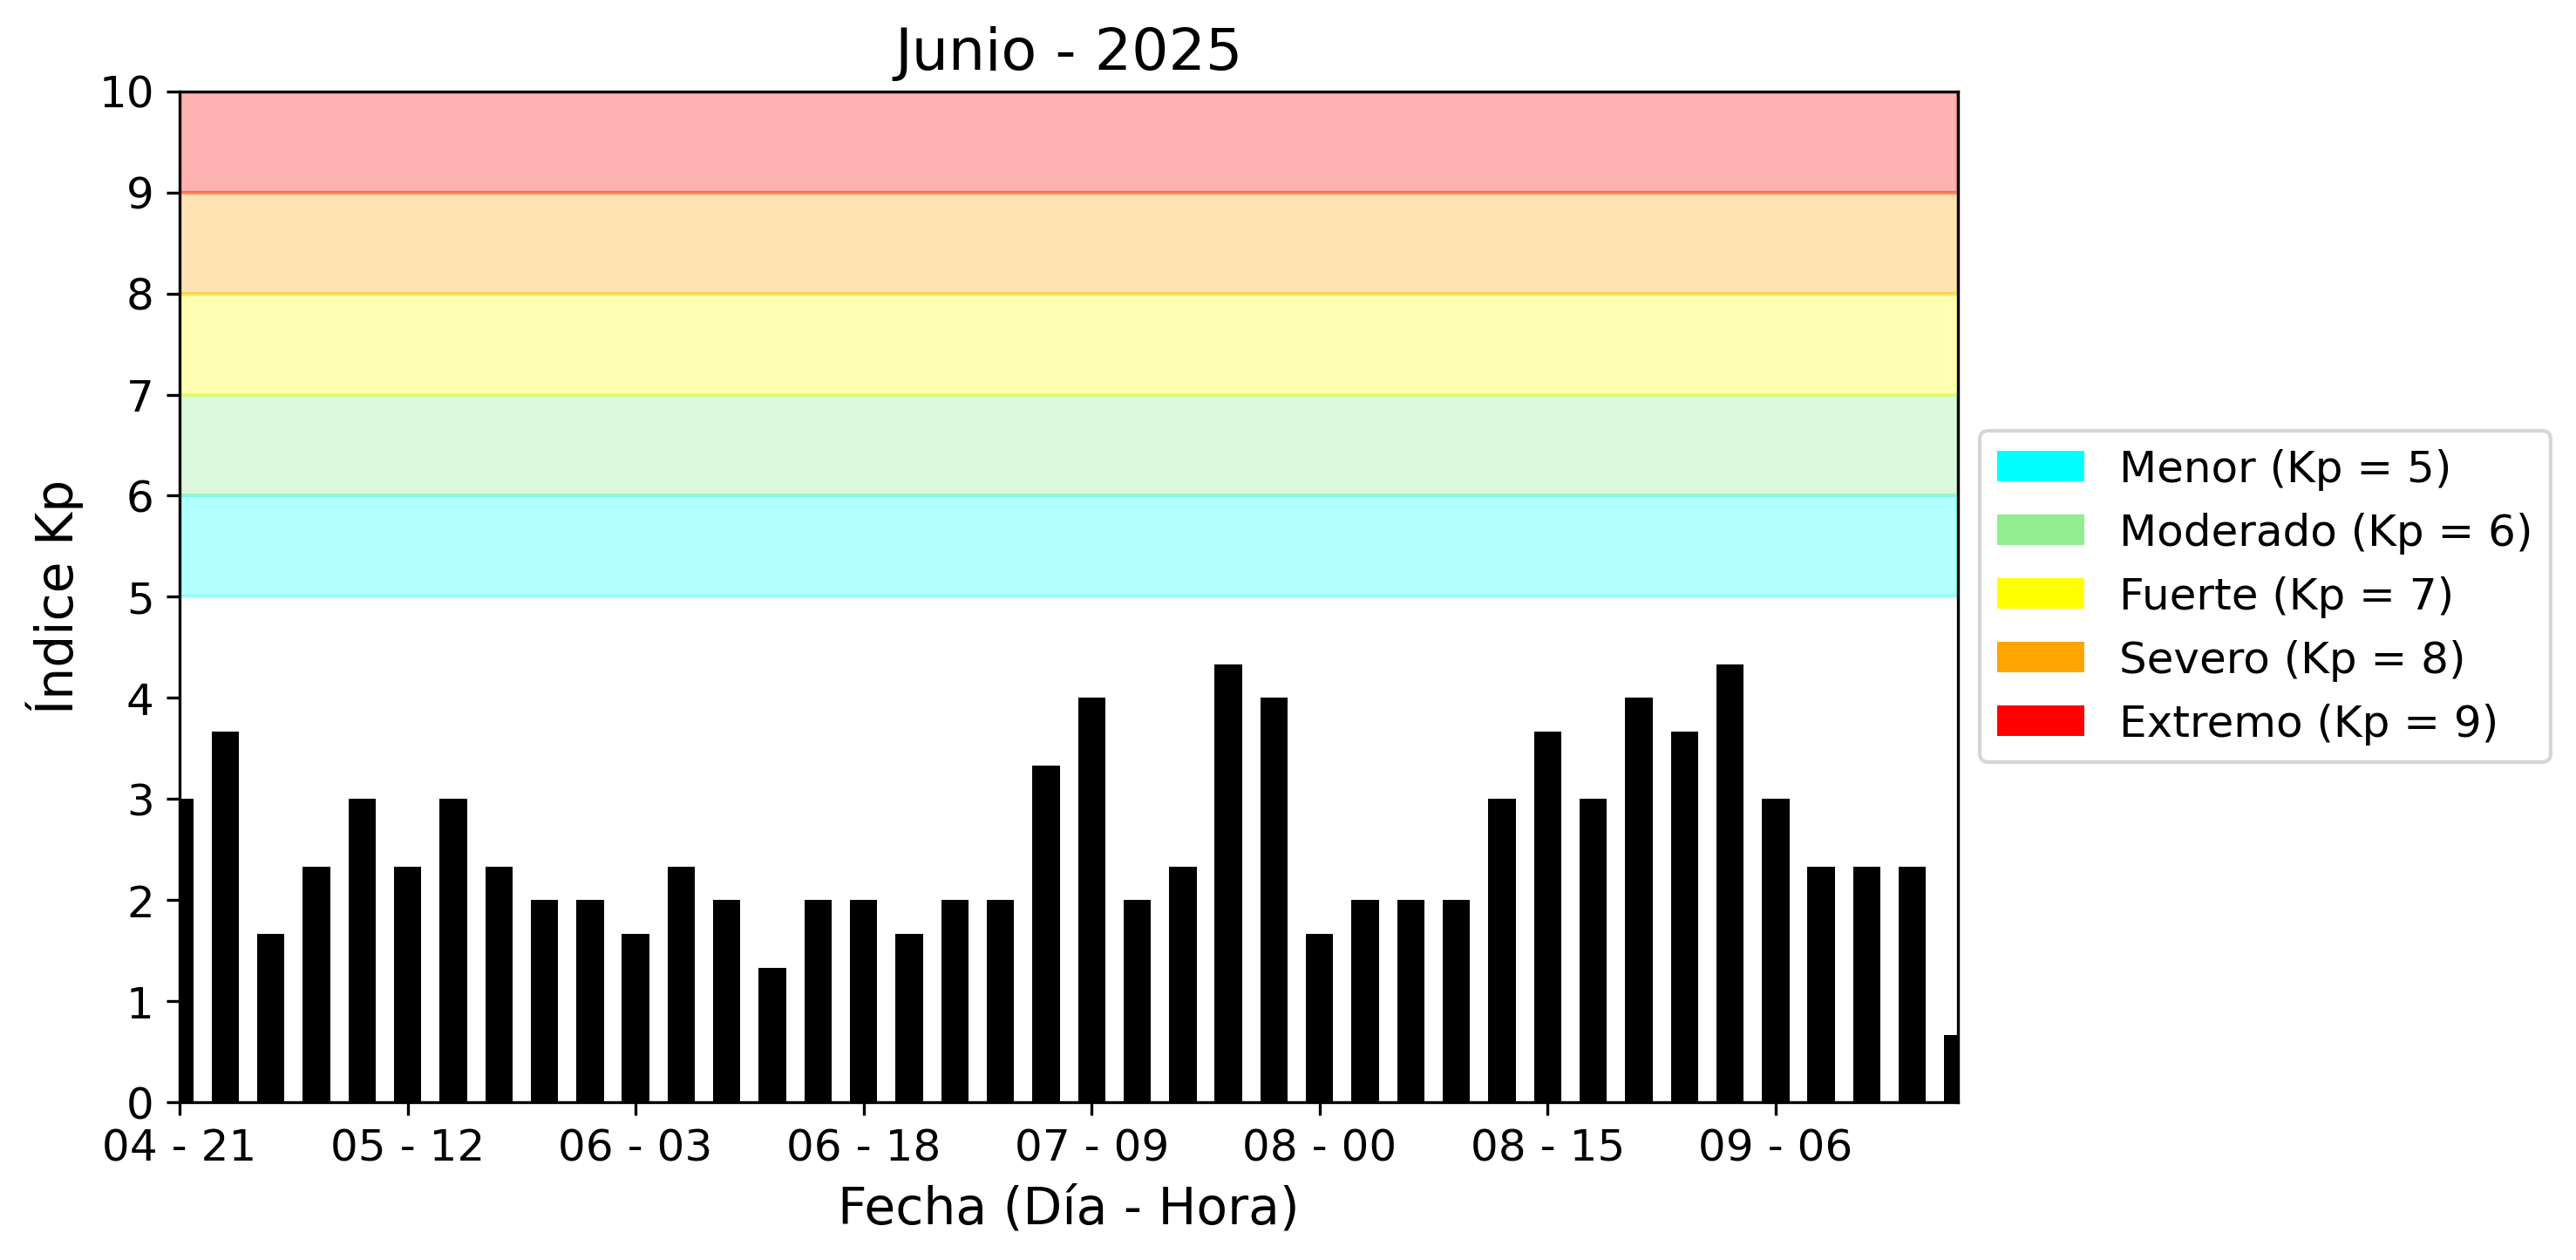 Junio - 2025
10
9
8
7
6
5
4
3
2
1
0
Índice Kp
04 - 21
05 - 12
06 - 03
06 - 18
07 - 09
08 - 00
08 - 15
09 - 06
Fecha (Día - Hora)
Menor (Kp = 5)
Moderado (Kp = 6)
Fuerte (Kp = 7)
Severo (Kp = 8)
Extremo (Kp = 9)